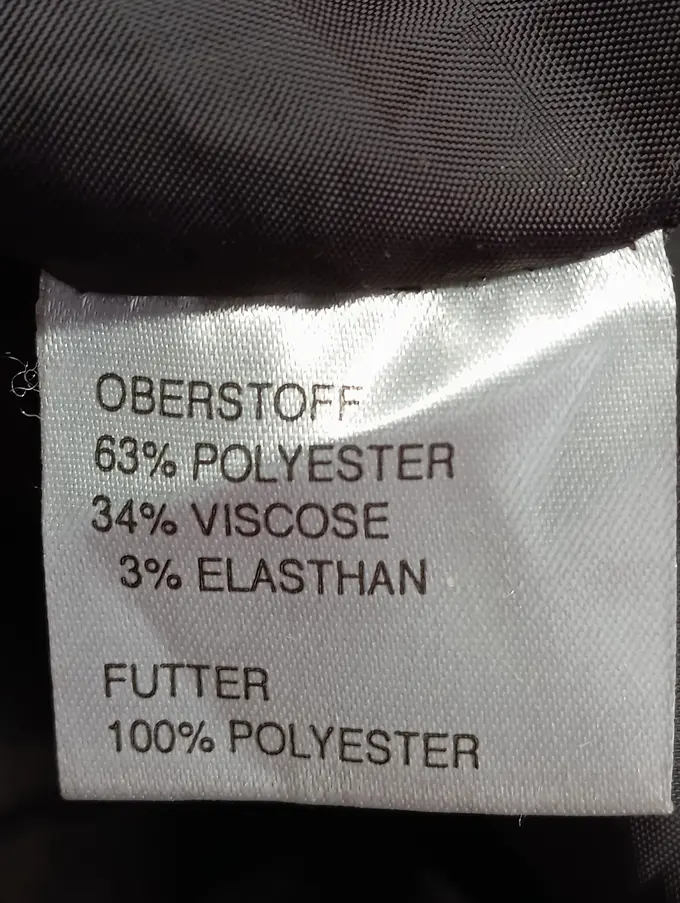 OBERSTOFF
63% POLYESTER
34% VISCOSE
3% ELASTHAN
FUTTER
100% POLYESTER